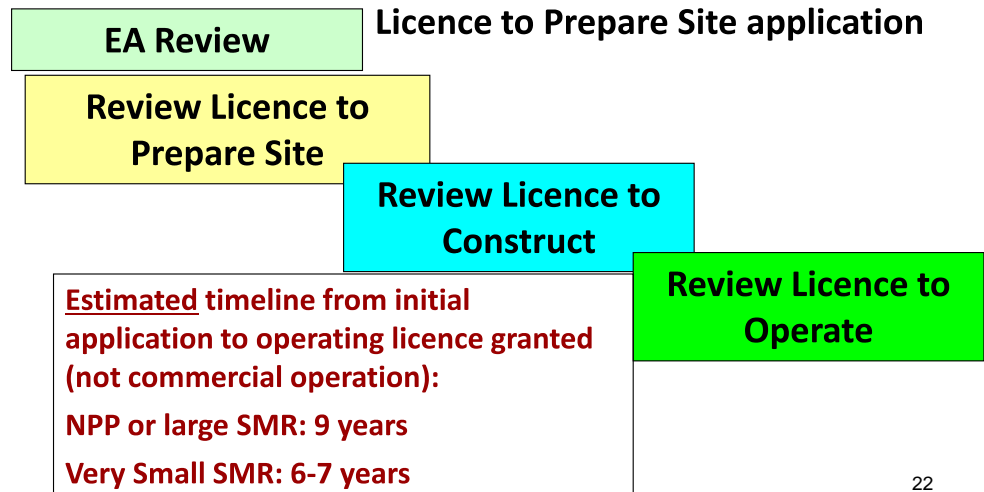 Licence to Prepare Site application
EA Review
Review Licence to
Prepare Site
Review Licence to
Construct
Review Licence to
Operate
Estimated timeline from initial
application to operating licence granted
(not commercial operation):
NPP or large SMR: 9 years
Very Small SMR: 6-7 years
22